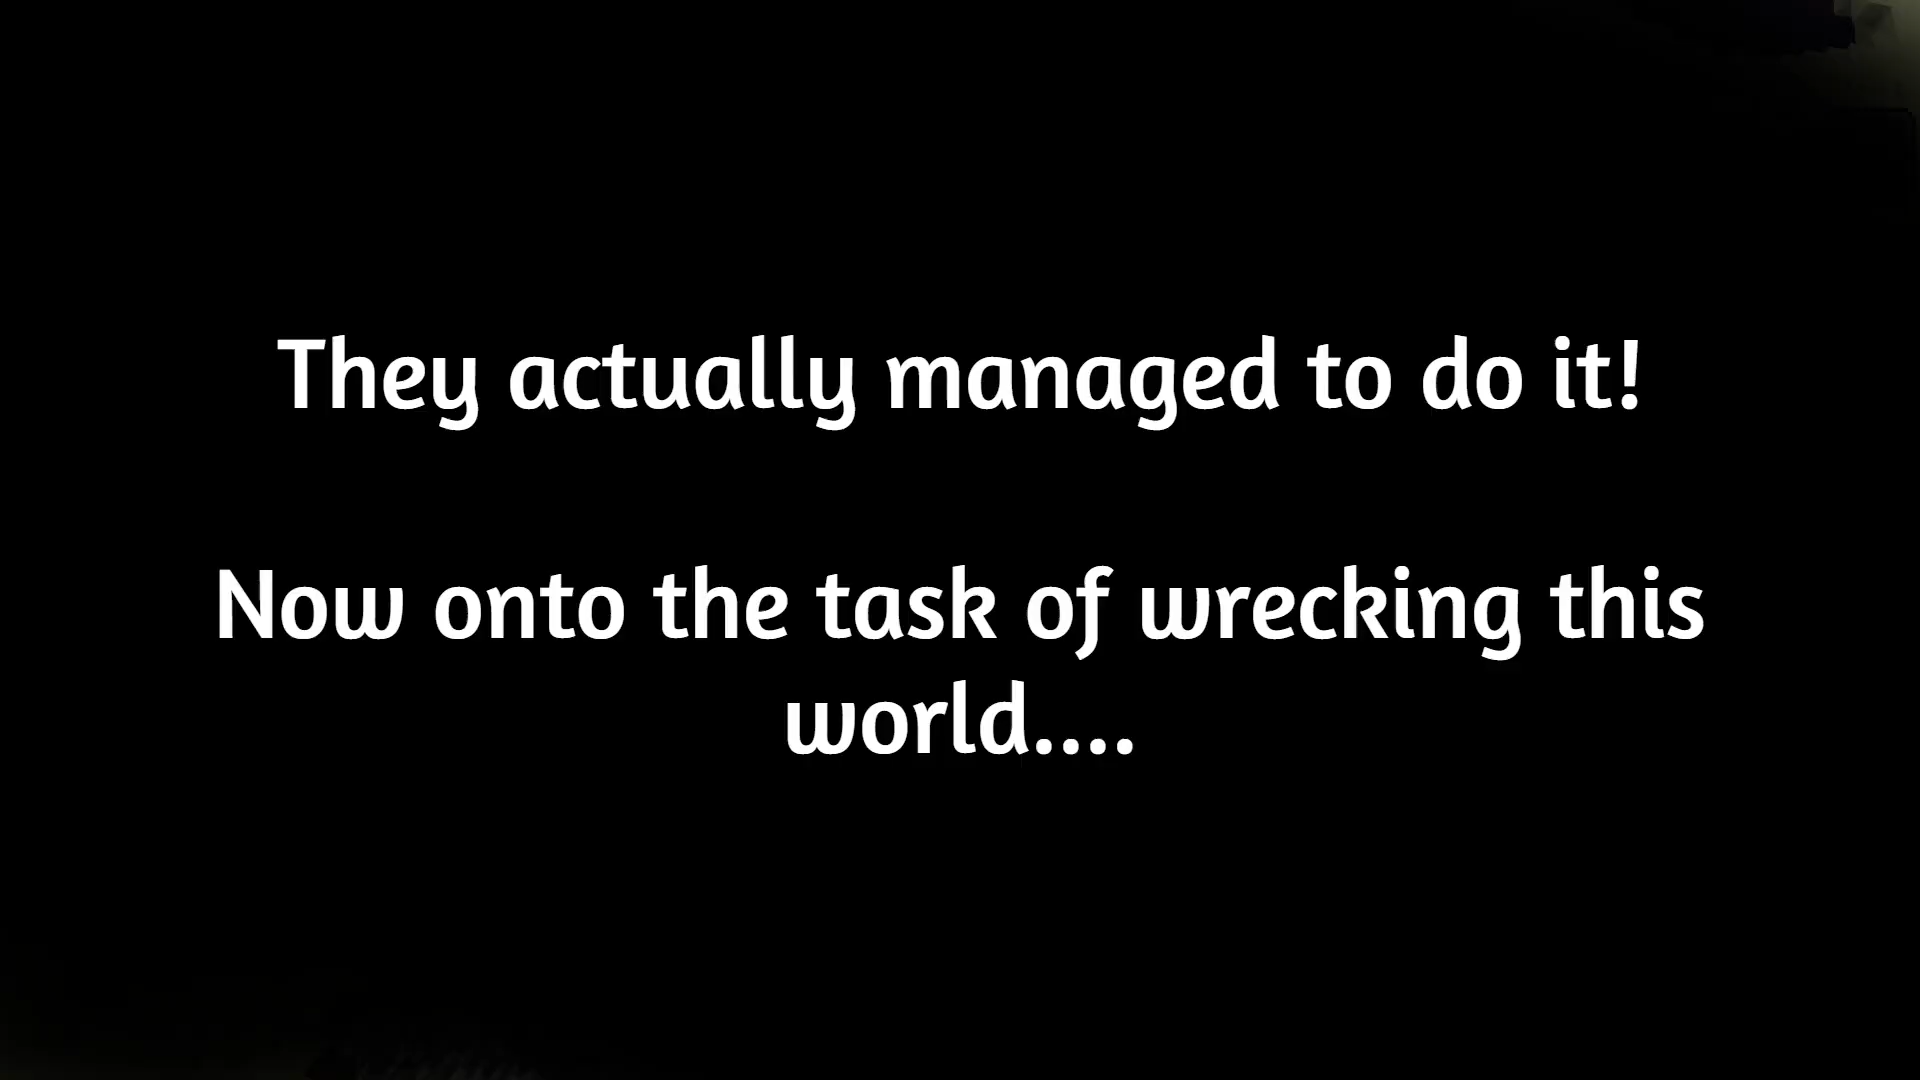 They actually managed to do it!
Now onto the task of wrecking this
world....